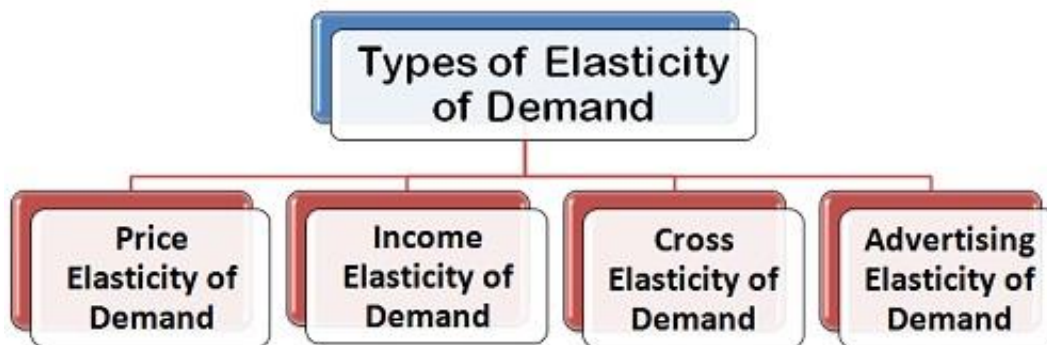 Types of Elasticity
of Demand
Price
Elasticity of
Demand
Income
Elasticity of
Demand
Cross
Elasticity of
Demand
Advertising
Elasticity of
Demand